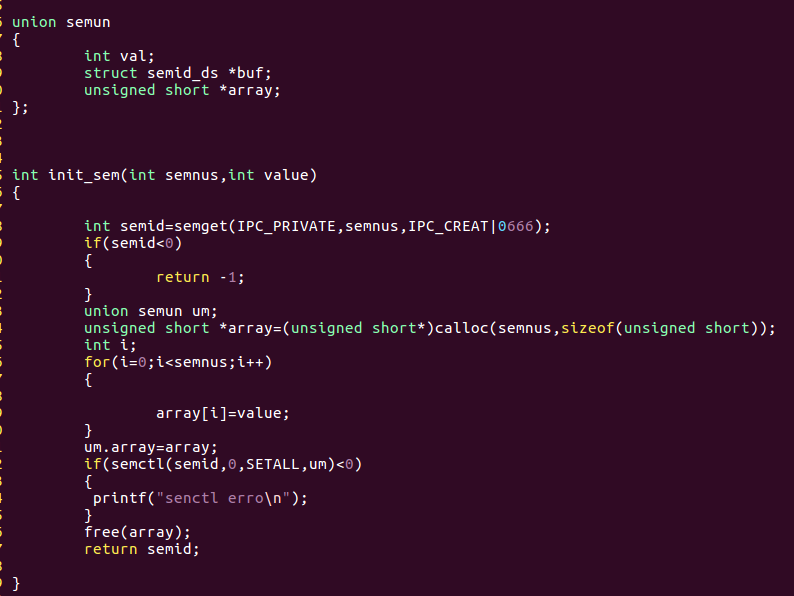 union semun
{
int val;
struct semid_ds *buf;
unsigned short *array;
};
int init_sem(int semnus,int value)
{
int semid=semget(IPC_PRIVATE,semnus,IPC_CREAT|0666);
if(semid<0)
{
return -1;
}
union semun um;
unsigned short *array=(unsigned short*)calloc(semnus,sizeof(unsigned short));
int i;
for(i=0;i<semnus;i++)
{
array[i]=value;
}
um.array=array;
if(semctl(semid,0,SETALL,um)<0)
{
printf("senctl erro\n");
}
free(array);
return semid;
}